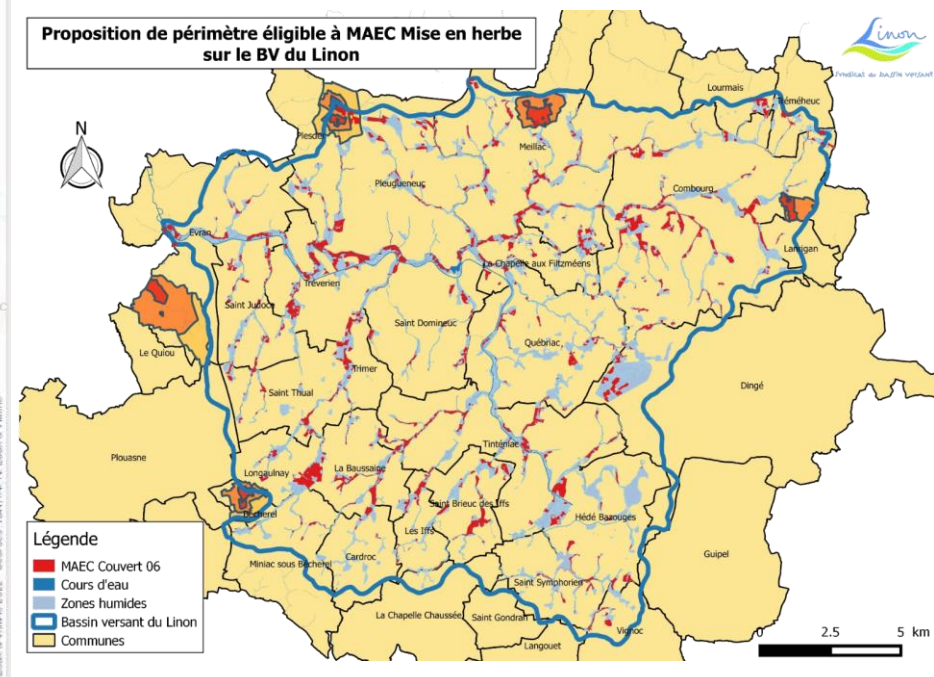 Proposition de périmètre éligible à MAEC Mise en herbe
sur le BV du Linon
Linon
Syndicat du bassin versant
N
Lourmais
Tréméheuc
Plesder
Meillac
Pleugueneuc
Combourg
Evran
Lanrigan
La Chapelle aux Filtzméens
Tréverien
Saint Judoce
Saint Domineuc
Québriac
Le Quiou
Trimer
Dingé
Saint Thual
Plouasne
Tinténiac
Longaulnay
La Baussaine
Saint Brieuc des Iffs
Hédé Bazouges
Bécherel
Les Iffs
Guipel
Cardroc
Miniac sous Bécherel
Saint Symphorien
La Chapelle Chaussée
Saint Gondran
Vignoc
Langouet
Légende
MAEC Couvert 06
Cours d'eau
Zones humides
Bassin versant du Linon
Communes
0 2.5 5 km